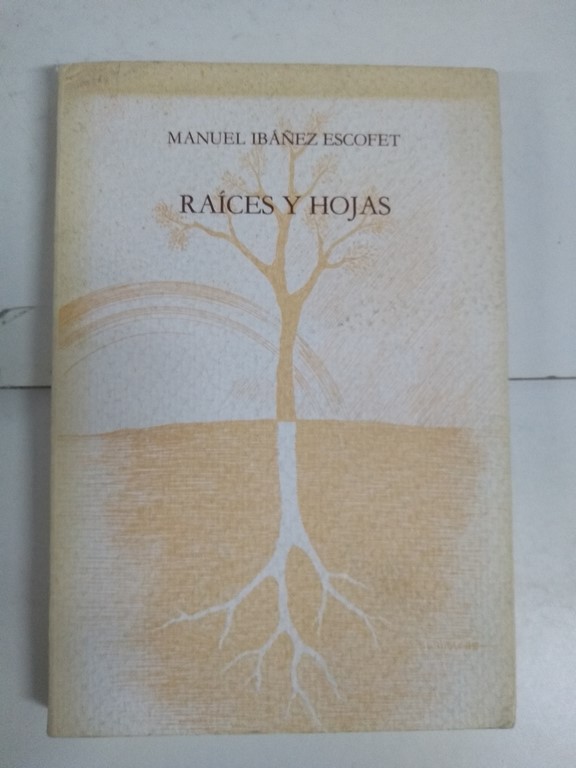 MANUEL IBÁÑEZ ESCOFET
RAÍCES Y HOJAS